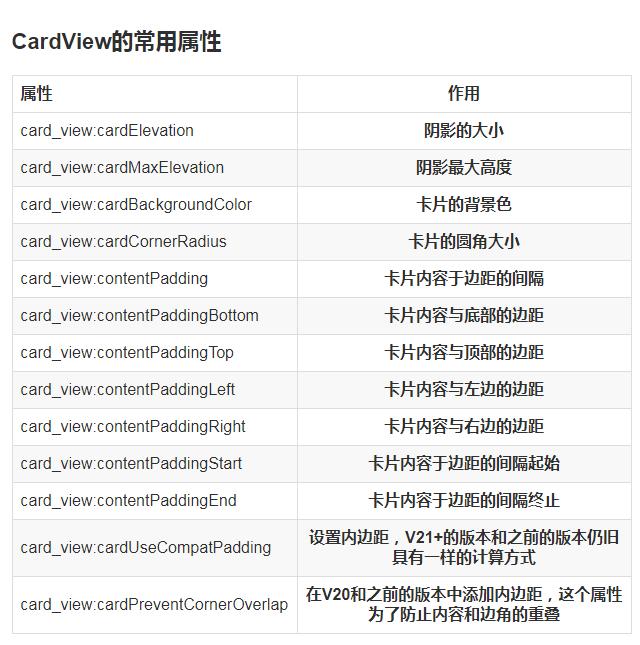 CardView的常用属性
属性 作用
card_view:cardElevation 阴影的大小
card_view:cardMaxElevation 阴影最大高度
card_view:cardBackgroundColor 卡片的背景色
card_view:cardCornerRadius 卡片的圆角大小
card_view:contentPadding 卡片内容于边距的间隔
card_view:contentPaddingBottom 卡片内容与底部的边距
card_view:contentPaddingTop 卡片内容与顶部的边距
card_view:contentPaddingLeft 卡片内容与左边的边距
card_view:contentPaddingRight 卡片内容与右边的边距
card_view:contentPaddingStart 卡片内容于边距的间隔起始
card_view:contentPaddingEnd 卡片内容于边距的间隔终止
card_view:cardUseCompatPadding 设置内边距，V21+的版本和之前的版本仍旧
具有一样的计算方式
card_view:cardPreventCornerOverlap 在V20和之前的版本中添加内边距，这个属性
为了防止内容和边角的重叠